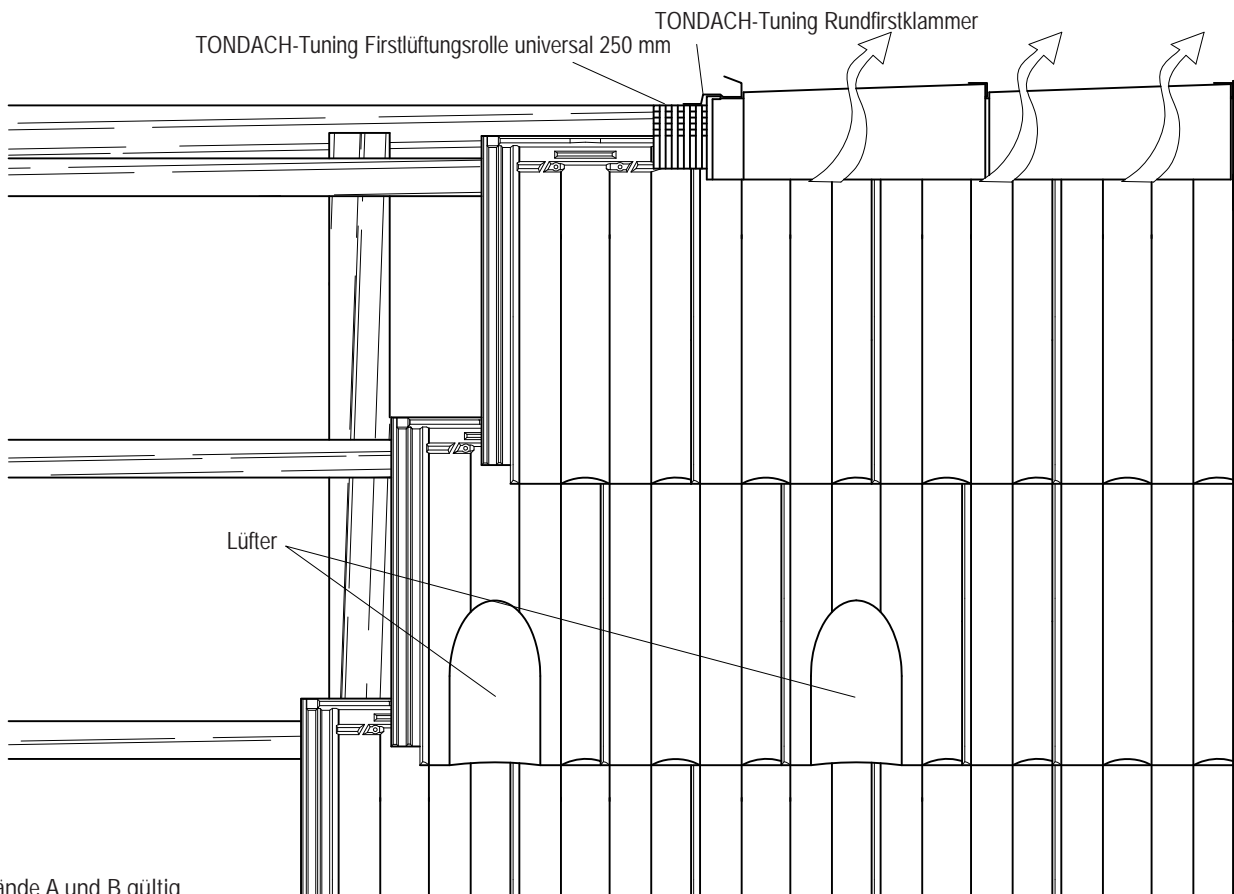 TONDACH-Tuning Rundfirstklammer
TONDACH-Tuning Firstlüftungsrolle universal 250 mm
Lüfter
ände A und B gültig